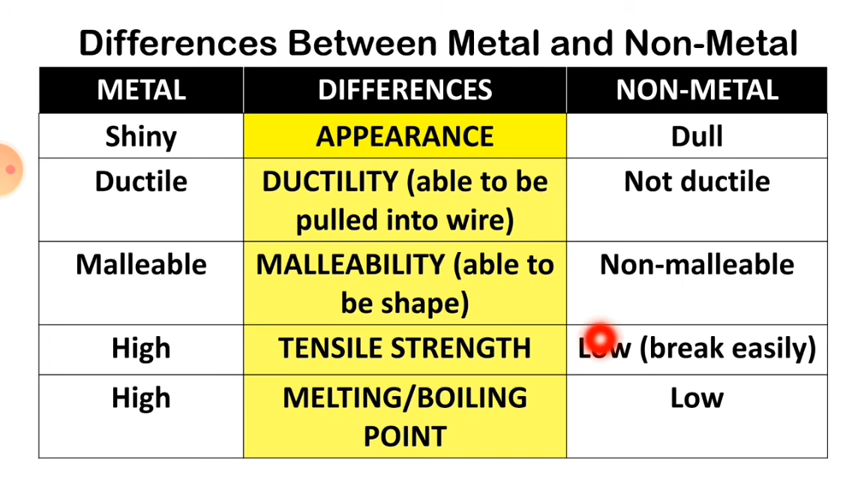 Differences Between Metal and Non-Metal
METAL DIFFERENCES NON-METAL
Shiny APPEARANCE Dull
Ductile DUCTILITY (able to be Not ductile
pulled into wire)
Malleable MALLEABILITY (able to Non-malleable
be shape)
High TENSILE STRENGTH Low (break easily)
High MELTING/BOILING Low
POINT